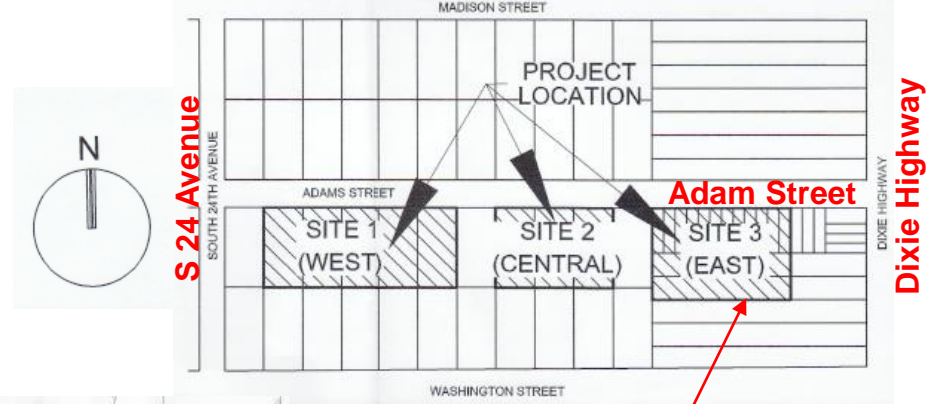 MADISON STREET
PROJECT
LOCATION
N
S 24 Avenue
SOUTH 24TH AVENUE
ADAMS STREET
Adam Street
DIXIE HIGHWAY
Dixie Highway
SITE 1
(WEST)
SITE 2
(CENTRAL)
SITE 3
(EAST)
WASHINGTON STREET